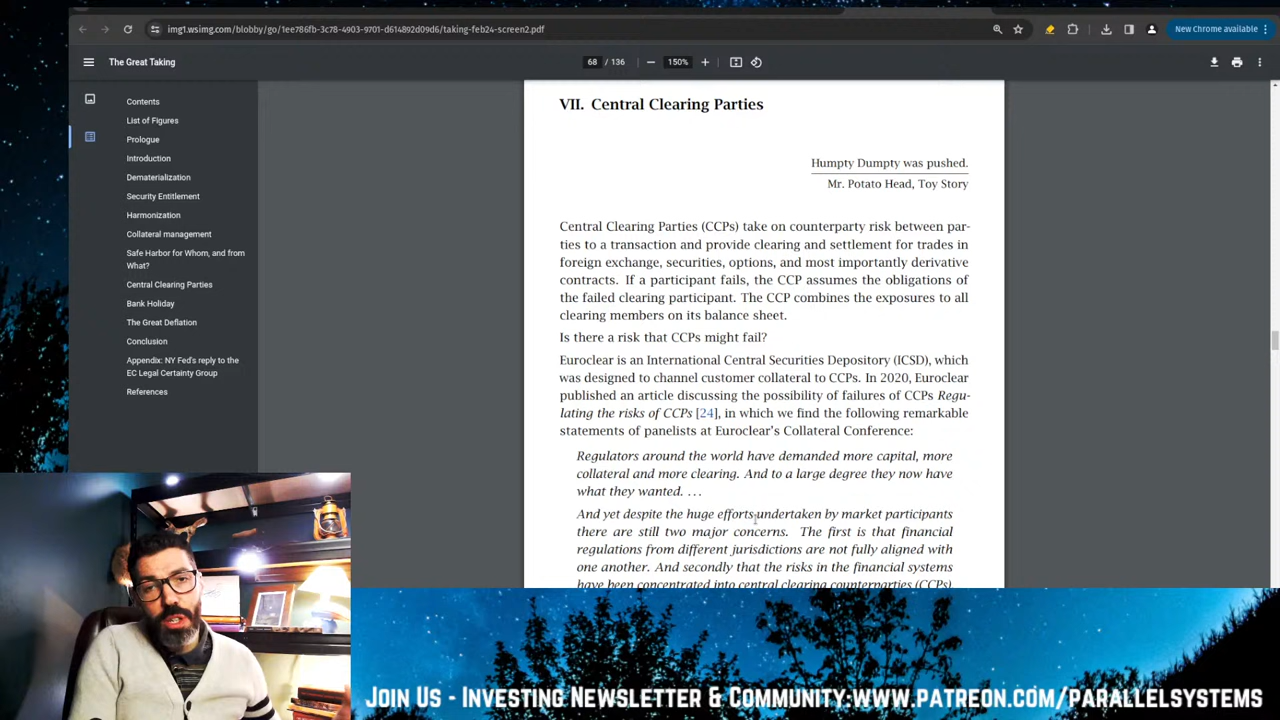 img1.wsimg.com/blobby/go/1ee786fb-3c78-4903-9701-d614892d09d6/taking-feb24-screen2.pdf
New Chrome available
The Great Taking
68 / 136
150%
Contents
List of Figures
Prologue
Introduction
Dematerialization
Security Entitlement
Harmonization
Collateral management
Safe Harbor for Whom, and from
What?
Central Clearing Parties
Bank Holiday
The Great Deflation
Conclusion
Appendix: NY Fed's reply to the
EC Legal Certainty Group
References
VII. Central Clearing Parties
Humpty Dumpty was pushed.
Mr. Potato Head, Toy Story
Central Clearing Parties (CCPs) take on counterparty risk between par-
ties to a transaction and provide clearing and settlement for trades in
foreign exchange, securities, options, and most importantly derivative
contracts. If a participant fails, the CCP assumes the obligations of
the failed clearing participant. The CCP combines the exposures to all
clearing members on its balance sheet.
Is there a risk that CCPs might fail?
Euroclear is an International Central Securities Depository (ICSD), which
was designed to channel customer collateral to CCPs. In 2020, Euroclear
published an article discussing the possibility of failures of CCPs Regu-
lating the risks of CCPs [24], in which we find the following remarkable
statements of panelists at Euroclear's Collateral Conference:
Regulators around the world have demanded more capital, more
collateral and more clearing. And to a large degree they now have
what they wanted. ...
And yet despite the huge efforts undertaken by market participants
there are still two major concerns. The first is that financial
regulations from different jurisdictions are not fully aligned with
one another. And secondly that the risks in the financial systems
have been concentrated into central clearing counterparties (CCPs)
Join Us - Investing Newsletter & Community:www.patreon.com/parallelsystems